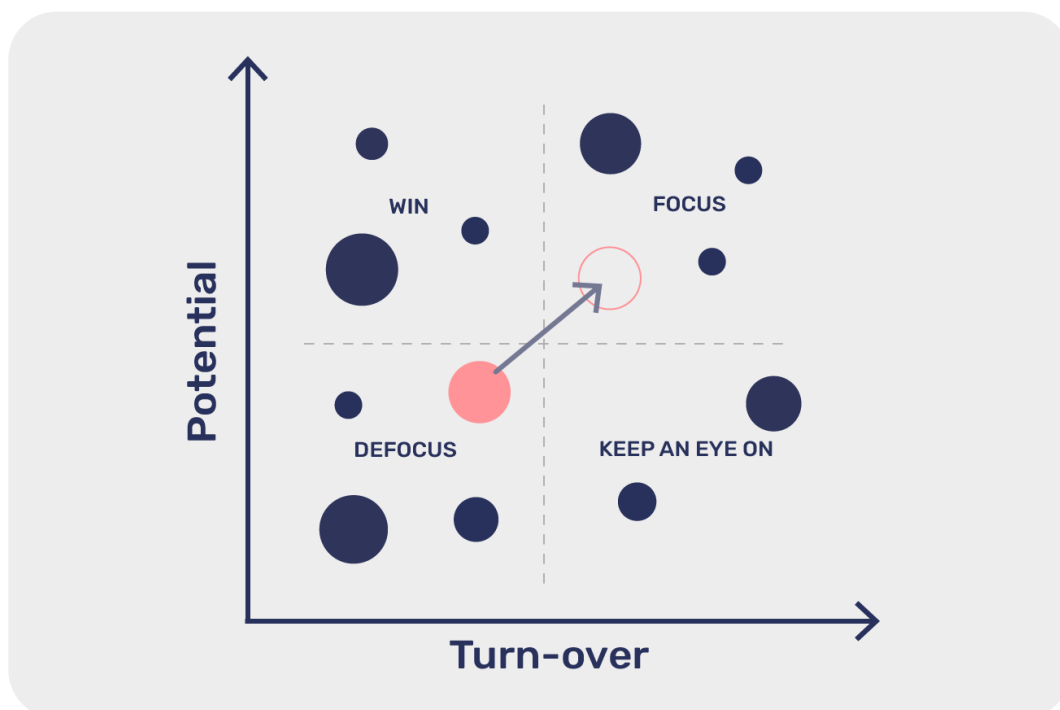 WIN
FOCUS
Potential
DEFOCUS
KEEP AN EYE ON
Turn-over